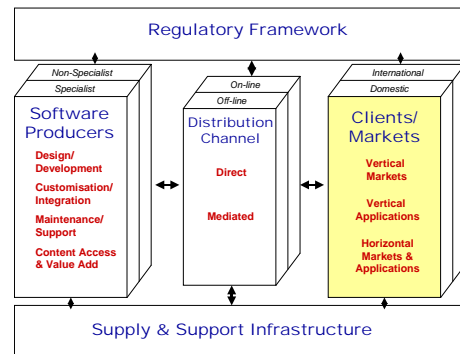 Regulatory Framework
Non-Specialist
Specialist
Software
Producers
Design/
Development
Customisation/
Integration
Maintenance/
Support
Content Access
& Value Add
On-line
Off-line
Distribution
Channel
Direct
Mediated
International
Domestic
Clients/
Markets
Vertical
Markets
Vertical
Applications
Horizontal
Markets &
Applications
Supply & Support Infrastructure